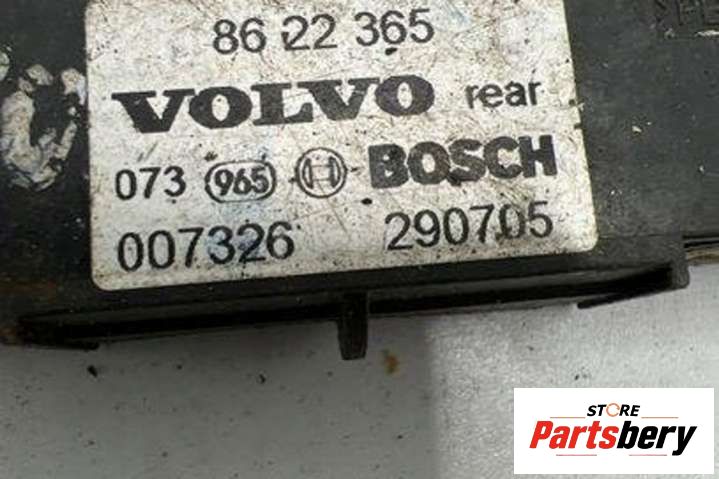 86 22 365
VOLVO rear
073 965 BOSCH
007326 290705
STORE
Partsbery